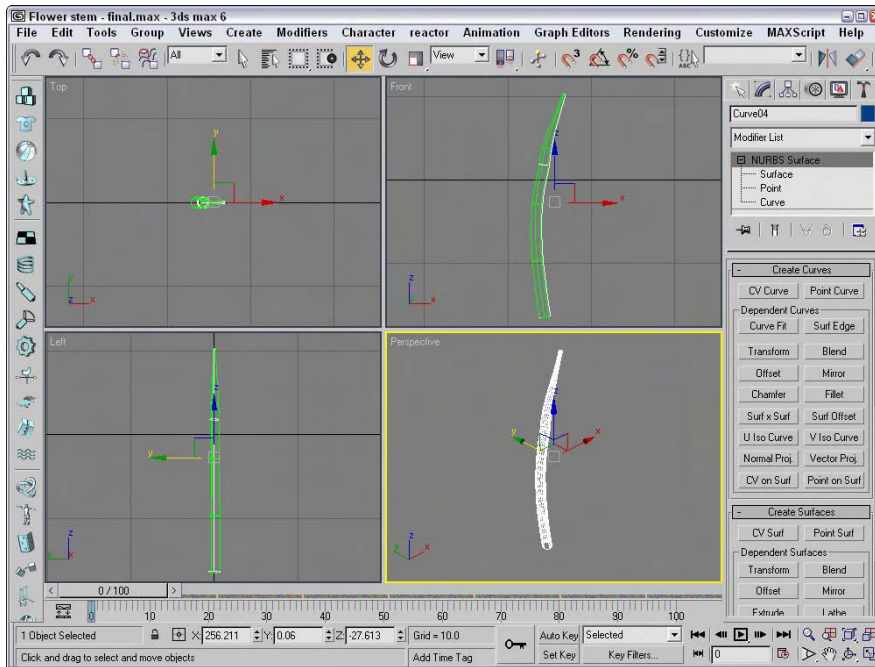 Flower stem - final.max - 3ds max 6
File Edit Tools Group Views Create Modifiers Character reactor Animation Graph Editors Rendering Customize MAXScript Help
All View
Top
Front
Left
Perspective
y
x
z
x
y
z x
z
x
z
x
z
y
z
y x
z
y x
z
y x
Curve04
Modifier List
NURBS Surface
Surface
Point
Curve
- Create Curves
CV Curve Point Curve
Dependent Curves
Curve Fit Surf Edge
Transform Blend
Offset Mirror
Chamfer Fillet
Surf x Surf Surf Offset
U Iso Curve V Iso Curve
Normal Proj. Vector Proj.
CV on Surf Point on Surf
- Create Surfaces
CV Surf Point Surf
Dependent Surfaces
Transform Blend
Offset Mirror
Extrude Lathe
< 0 / 100 >
0 10 20 30 40 50 60 70 80 90 100
1 Object Selected X: 256.211 Y: 0.06 Z: -27.613 Grid = 10.0 Auto Key Selected
Click and drag to select and move objects Add Time Tag Set Key Key Filters... 0